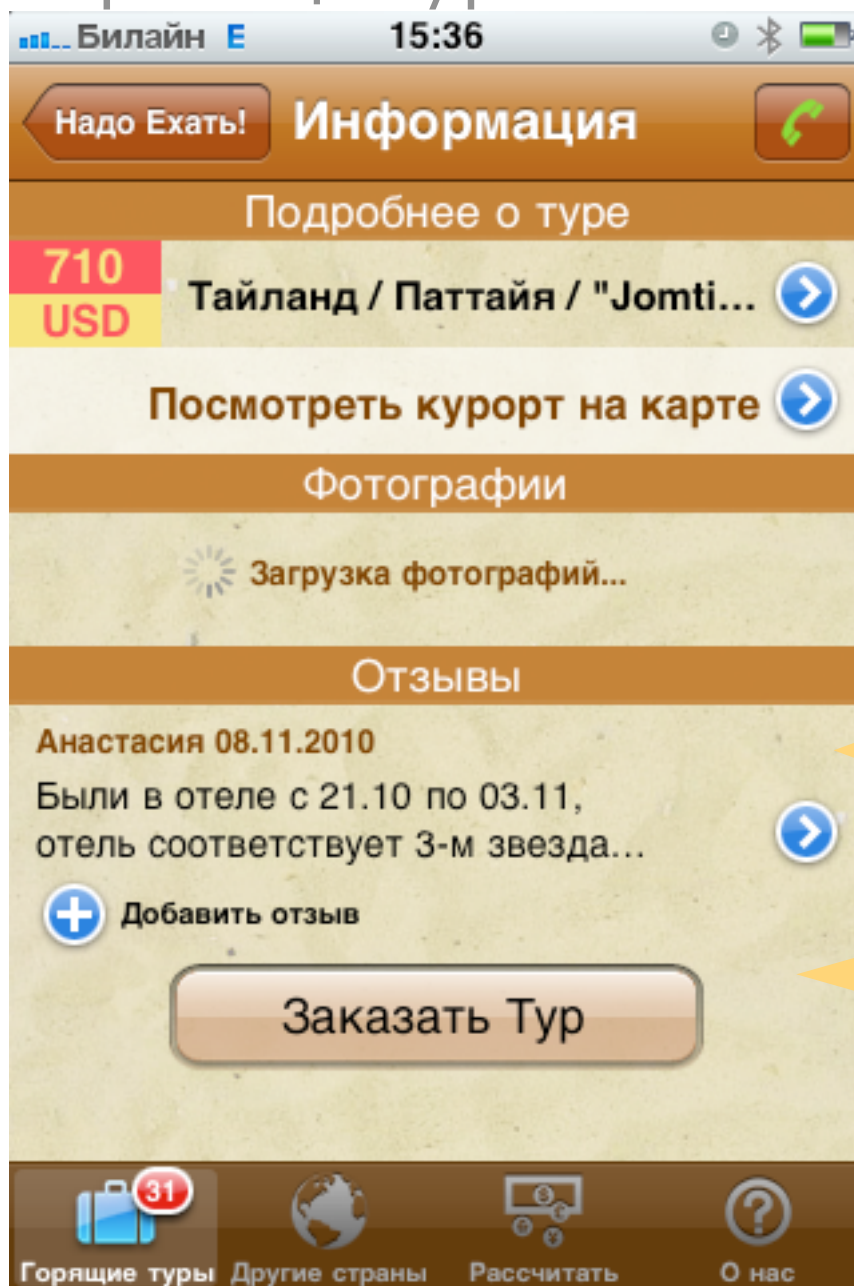 Билайн E 15:36
Надо Ехать! Информация
Подробнее о туре
710
USD
Тайланд / Паттайя / "Jomti...
Посмотреть курорт на карте
Фотографии
Загрузка фотографий...
Отзывы
Анастасия 08.11.2010
Были в отеле с 21.10 по 03.11,
отель соответствует 3-м звезда...
Добавить отзыв
Заказать Тур
31
Горящие туры Другие страны Рассчитать О нас